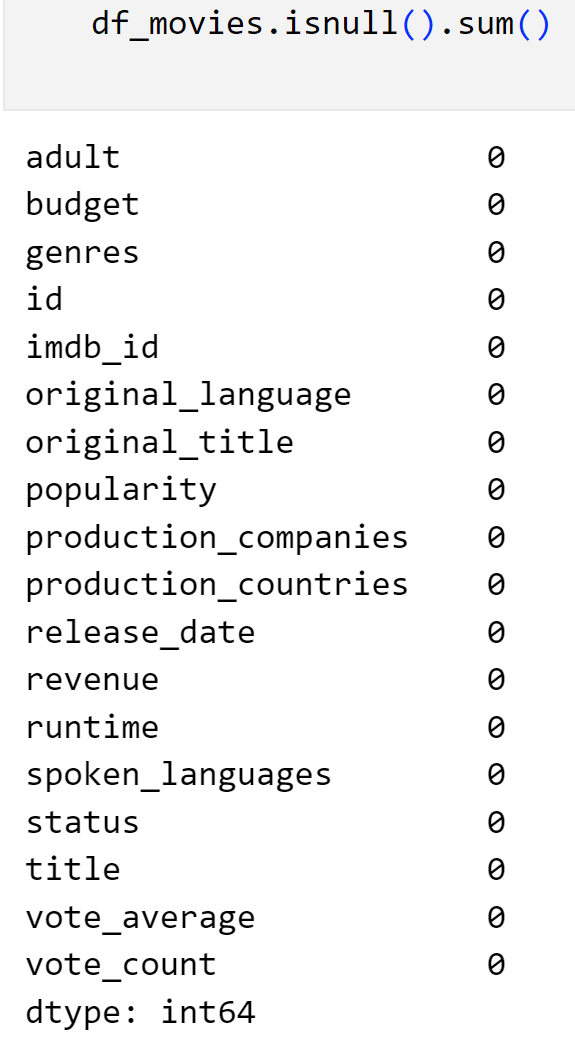 df_movies.isnull().sum()
adult 0
budget 0
genres 0
id 0
imdb_id 0
original_language 0
original_title 0
popularity 0
production_companies 0
production_countries 0
release_date 0
revenue 0
runtime 0
spoken_languages 0
status 0
title 0
vote_average 0
vote_count 0
dtype: int64